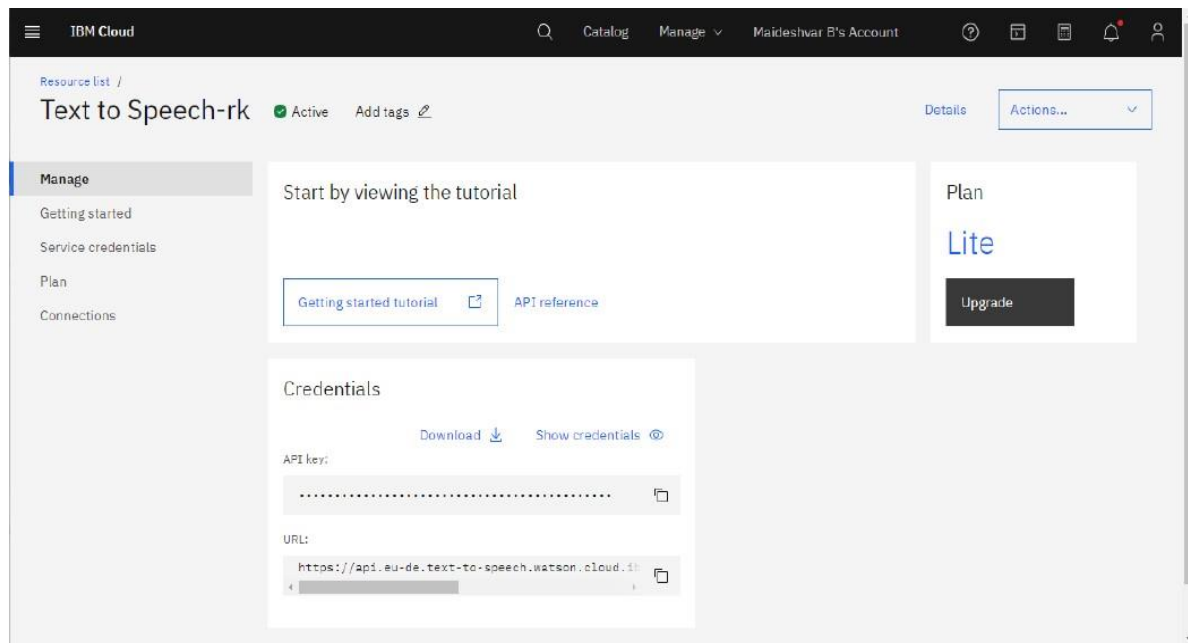 IBM Cloud Catalog Manage Maideshvar B's Account
Resource list /
Text to Speech-rk Active Add tags Details Actions...
Manage
Getting started
Service credentials
Plan
Connections
Start by viewing the tutorial
Getting started tutorial API reference
Plan
Lite
Upgrade
Credentials
Download Show credentials
API key:
............................................
URL:
https://api.eu-de.text-to-speech.watson.cloud.